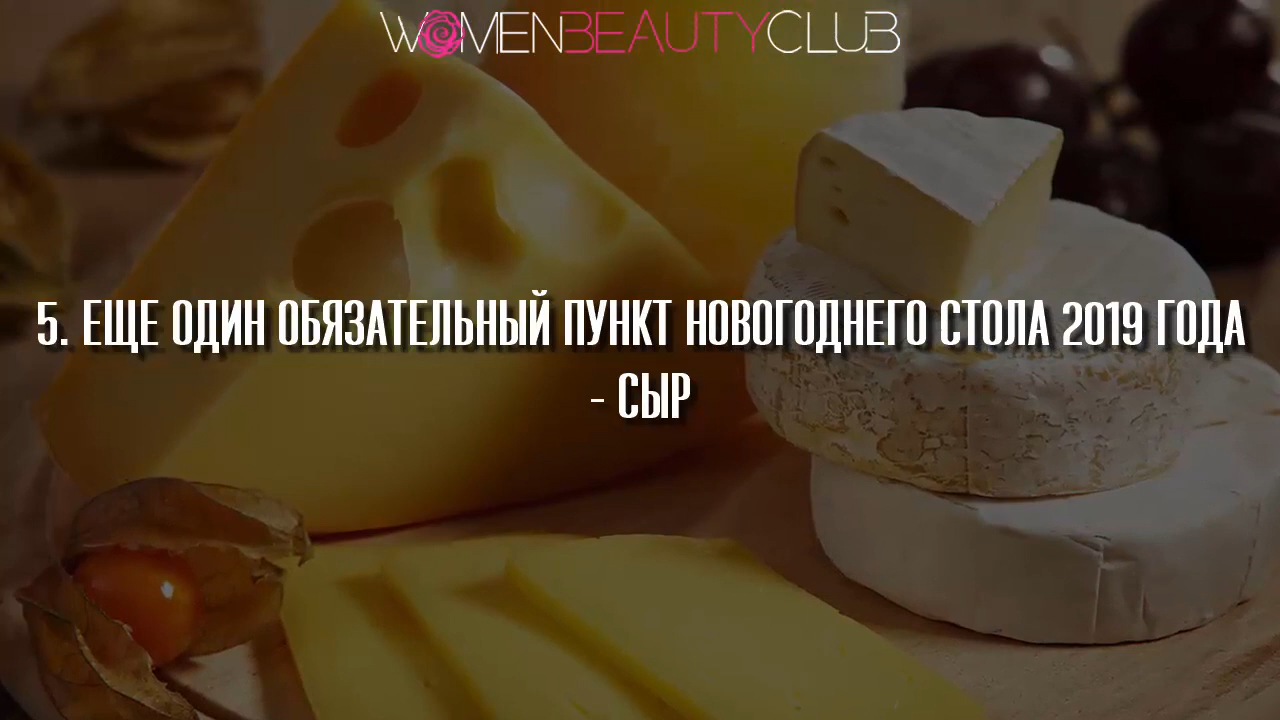 WOMENBEAUTYCLUB
5. ЕЩЕ ОДИН ОБЯЗАТЕЛЬНЫЙ ПУНКТ НОВОГОДНЕГО СТОЛА 2019 ГОДА
- СЫР